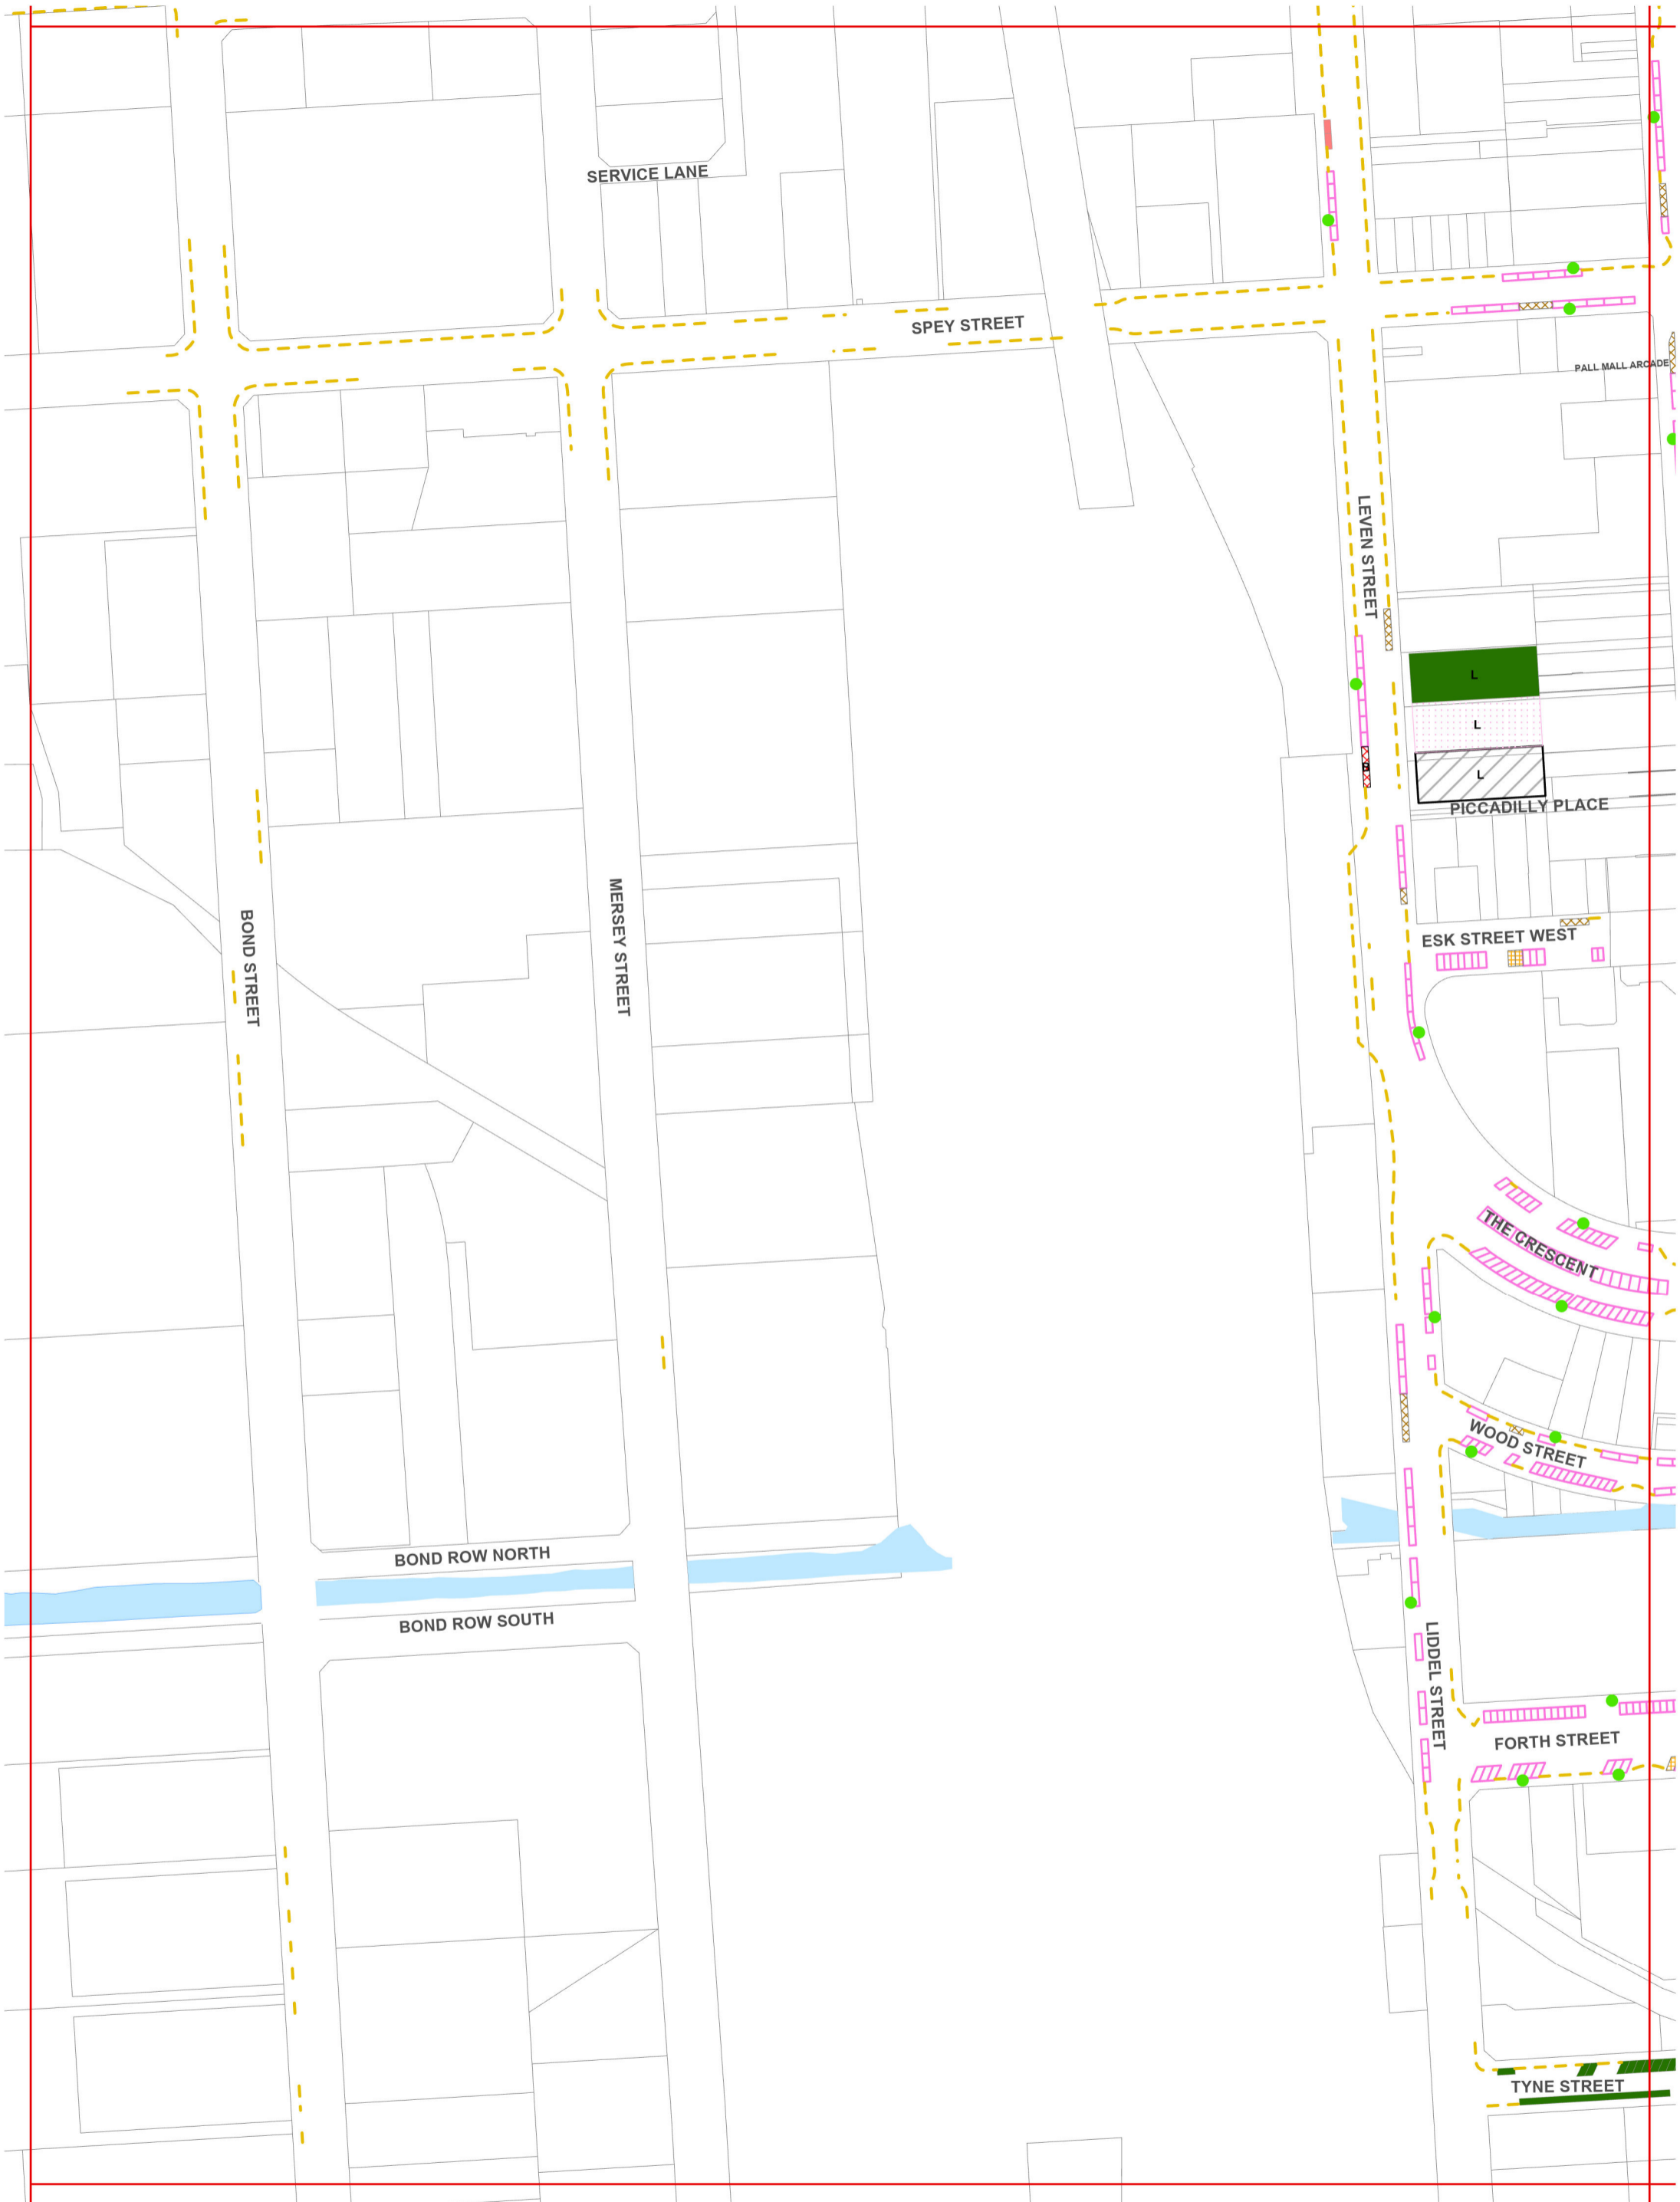 SERVICE LANE
SPEY STREET
PALL MALL ARCADE
LEVEN STREET
L
L
L
PICCADILLY PLACE
MERSEY STREET
BOND STREET
ESK STREET WEST
THE CRESCENT
WOOD STREET
BOND ROW NORTH
BOND ROW SOUTH
LIDDEL STREET
FORTH STREET
TYNE STREET